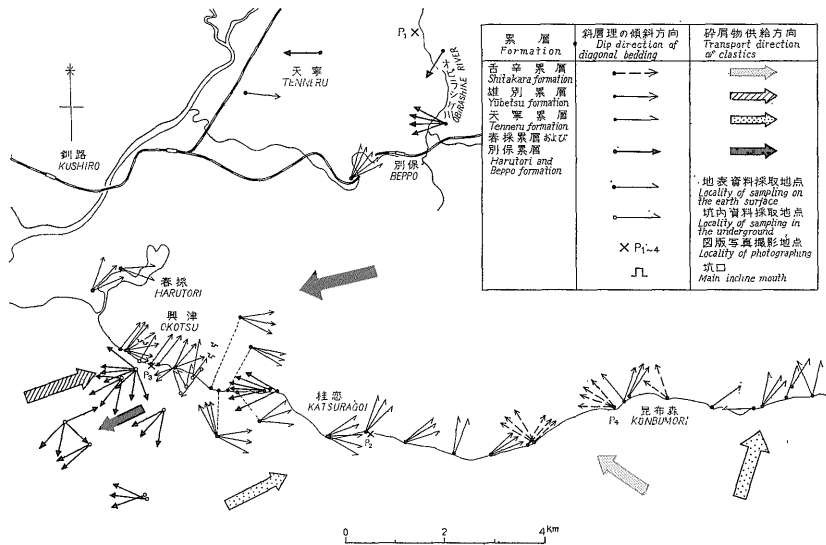 P₁
天寧
TENNERU
オビラシケ川
OBIRASHIKE RIVER
釧路
KUSHIRO
別保
BEPPO
累層
Formation
斜層理の傾斜方向
Dip direction of
diagonal bedding
砕屑物供給方向
Transport direction
of clastics
舌辛累層
Shitakara formation
雄別累層
Yūbetsu formation
天寧累層
Tenneru formation
春採累層および
別保累層
Harutori and
Beppo formation
地表資料採取地点
Locality of sampling on
the earth surface
坑内資料採取地点
Locality of sampling in
the underground
P₁~₄
図版写真撮影地点
Locality of photographing
坑口
Main incline mouth
春採
HARUTORI
興津
OKOTSU
P₃
桂恋
KATSURAGOI
P₂
P₄
昆布森
KONBUMORI
0 2 4 km